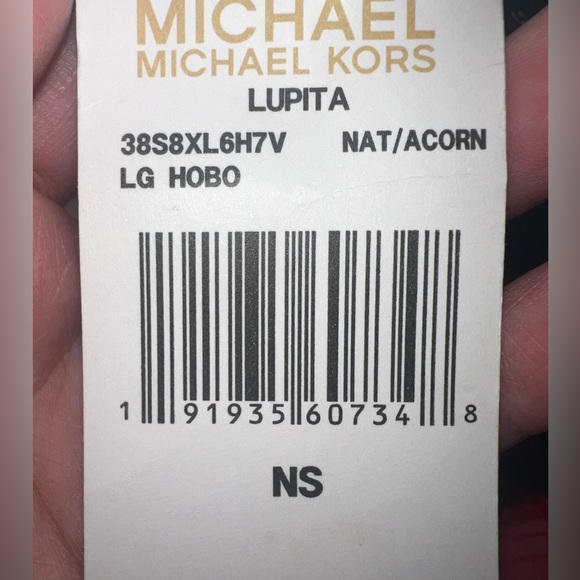 MICHAEL
MICHAEL KORS
LUPITA
38S8XL6H7V NAT/ACORN
LG HOBO
1 91935 60734 8
NS